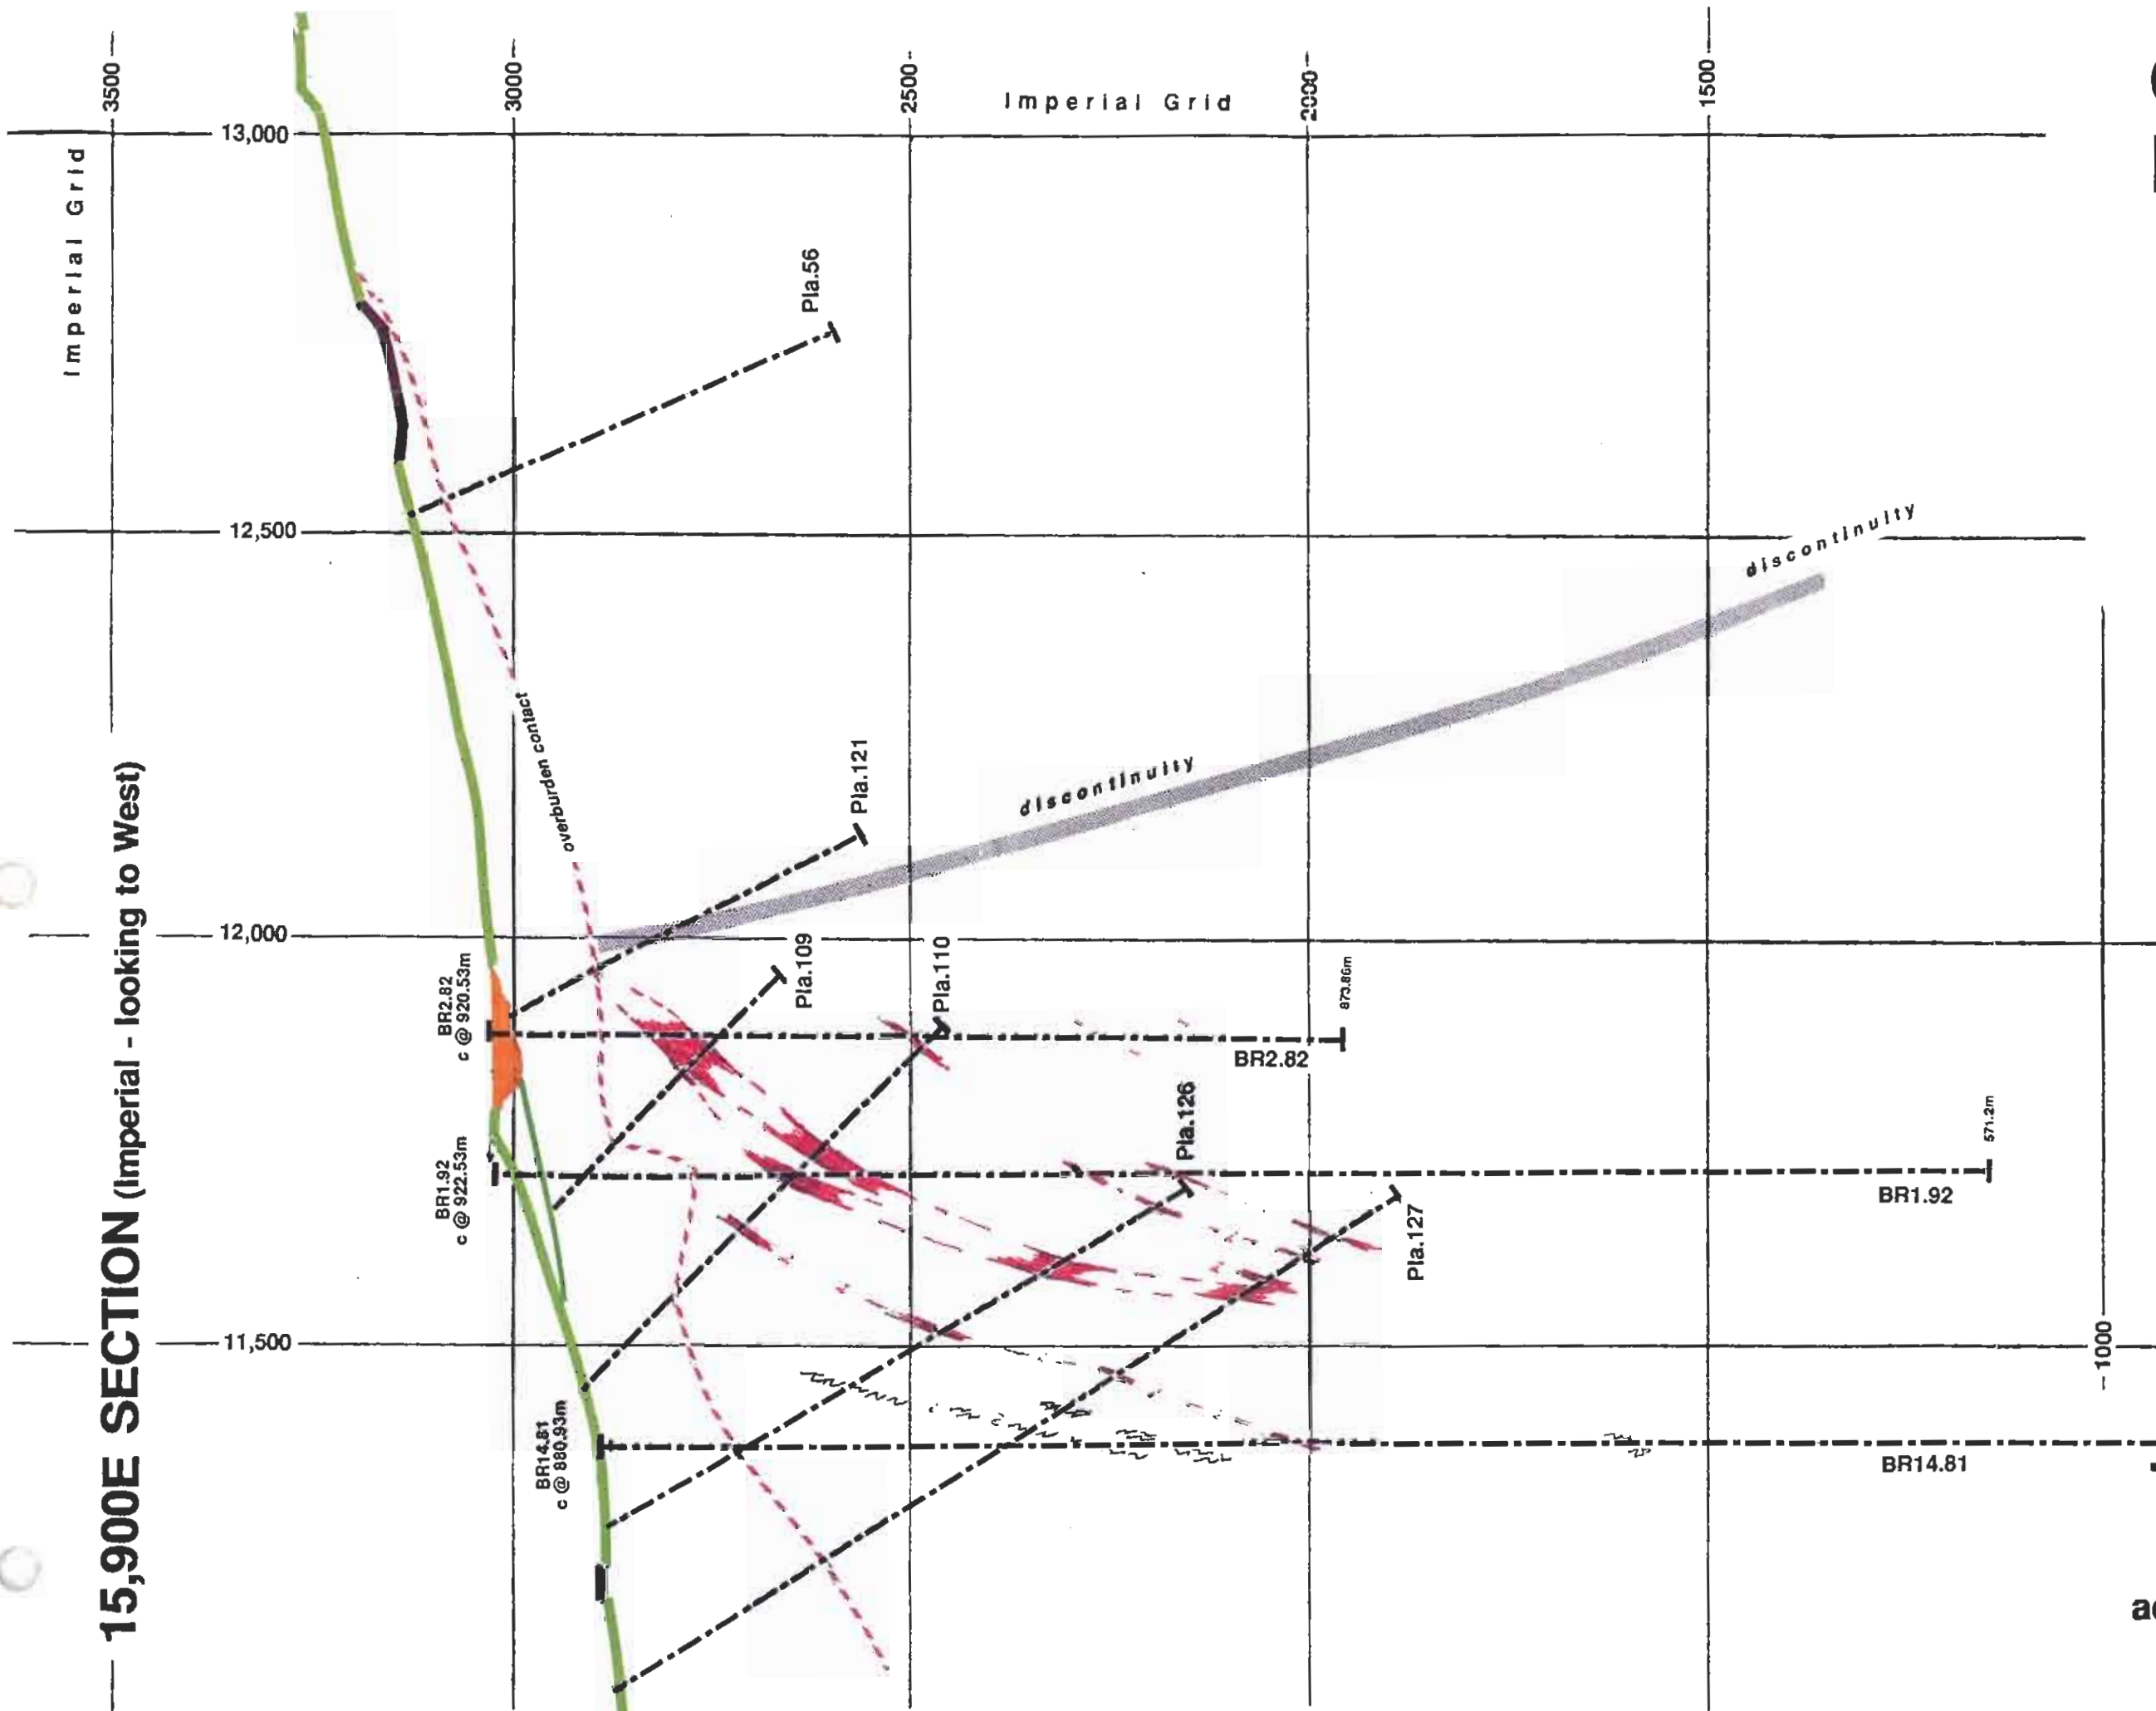 15,900E SECTION (Imperial - looking to West)
3500
3000
2500
2000
1500
1000
Imperial Grid
Imperial Grid
13,000
12,500
12,000
11,500
Pla.56
discontinuity
discontinuity
overburden contact
Pla.121
Pla.109
Pla.110
BR2.82
c @ 920.53m
873.86m
BR2.82
Pla.126
BR1.92
c @ 922.53m
571.2m
BR1.92
Pla.127
BR14.81
c @ 880.93m
BR14.81